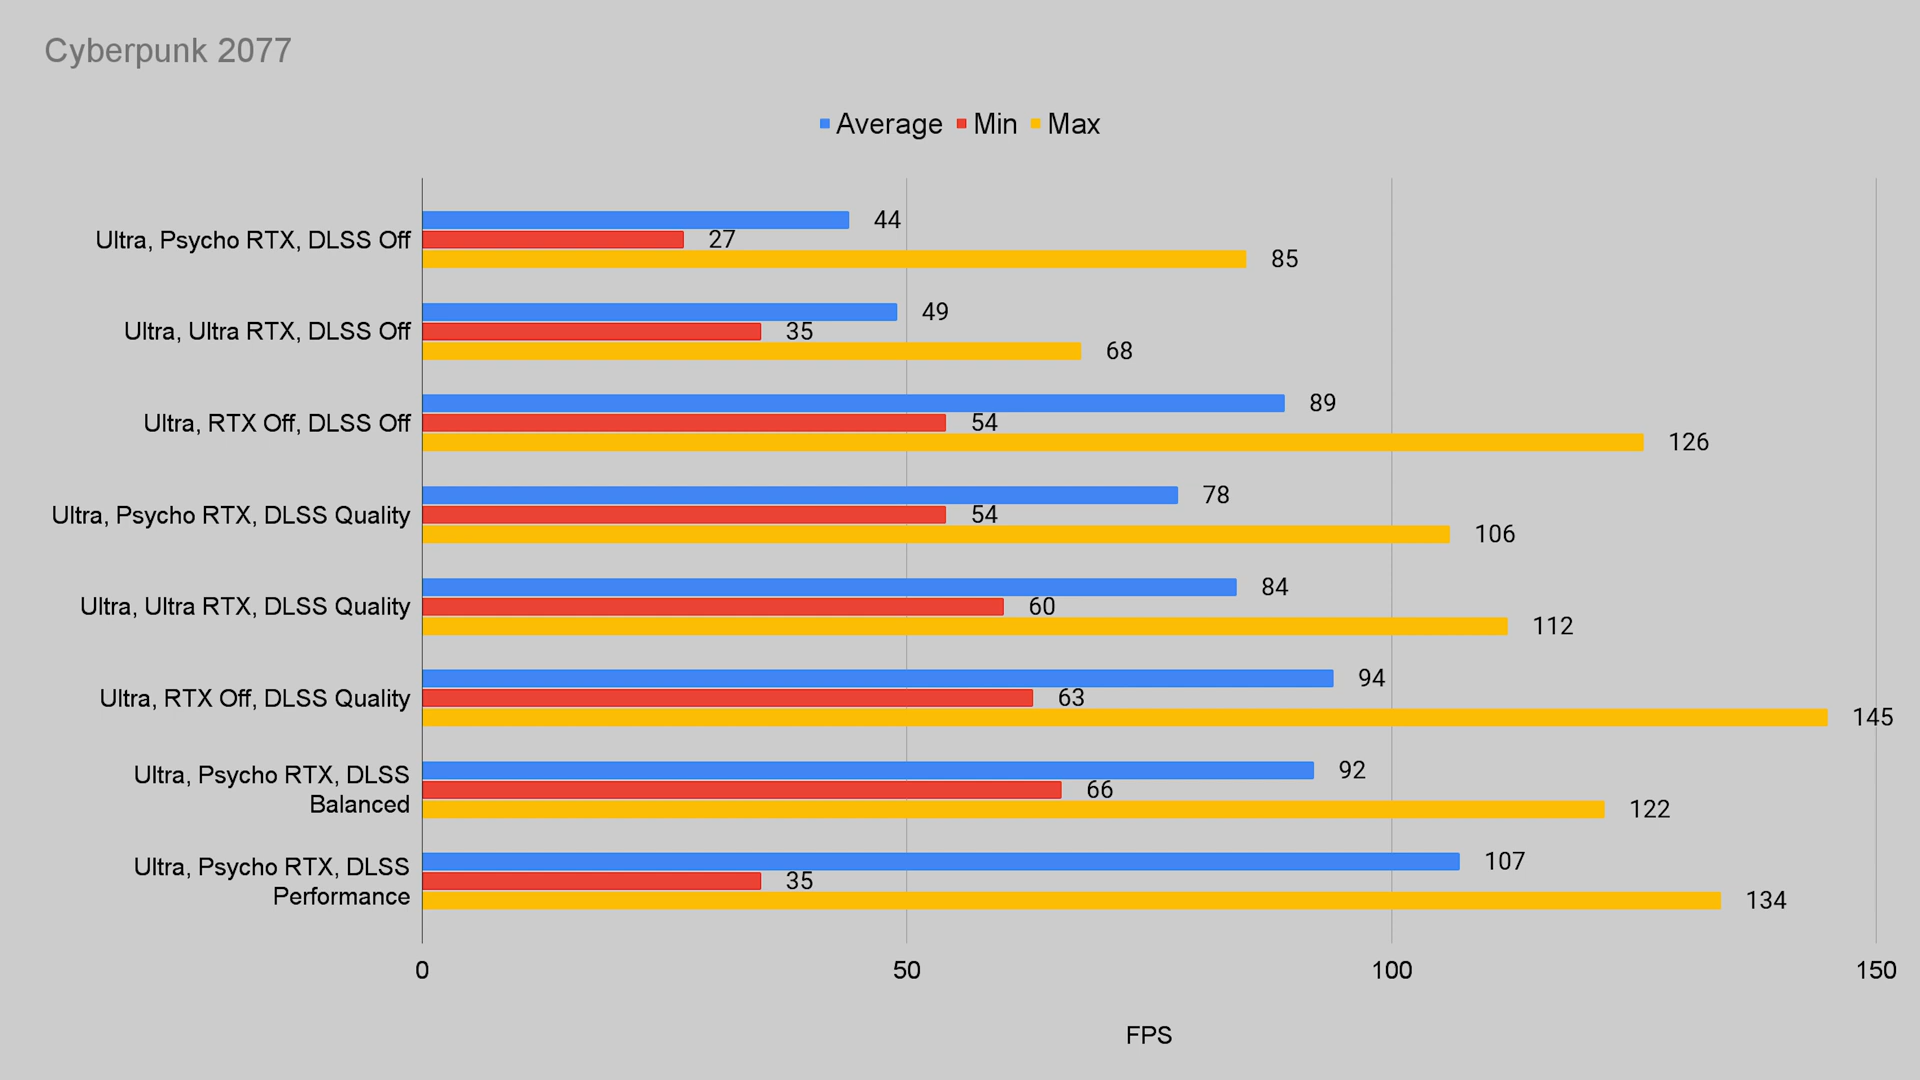 Cyberpunk 2077
Average Min Max
Ultra, Psycho RTX, DLSS Off
44
27
85
Ultra, Ultra RTX, DLSS Off
49
35
68
Ultra, RTX Off, DLSS Off
89
54
126
Ultra, Psycho RTX, DLSS Quality
78
54
106
Ultra, Ultra RTX, DLSS Quality
84
60
112
Ultra, RTX Off, DLSS Quality
94
63
145
Ultra, Psycho RTX, DLSS
Balanced
92
66
122
Ultra, Psycho RTX, DLSS
Performance
107
35
134
0 50 100 150
FPS